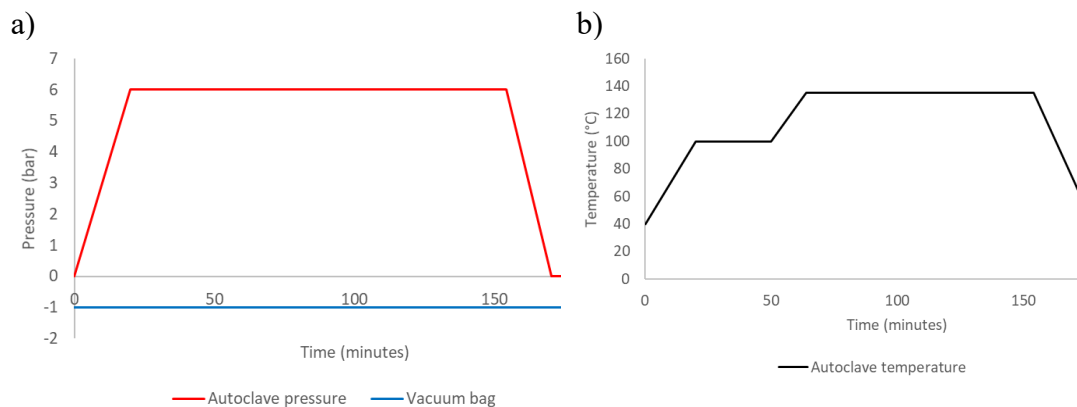 a)
7
6
5
4
3
2
1
0
-1
-2
Pressure (bar)
0 50 100 150
Time (minutes)
Autoclave pressure Vacuum bag
b)
160
140
120
100
80
60
40
20
0
Temperature (°C)
0 50 100 150
Time (minutes)
Autoclave temperature